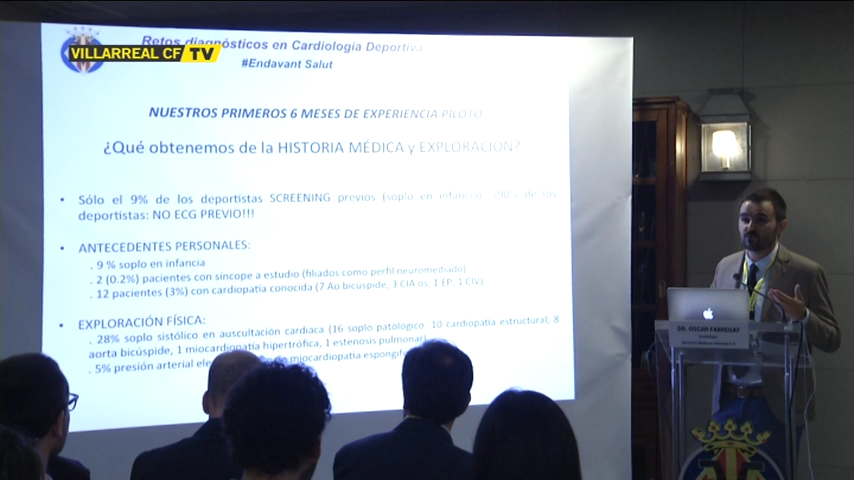 VILLARREAL CF TV
Retos diagnósticos en Cardiología Deportiva
#Endavant Salut
NUESTROS PRIMEROS 6 MESES DE EXPERIENCIA PILOTO
¿Qué obtenemos de la HISTORIA MÉDICA y EXPLORACIÓN?
• Sólo el 9% de los deportistas SCREENING previos (soplo en infancia) >90% de los
deportistas: NO ECG PREVIO!!!
• ANTECEDENTES PERSONALES:
. 9 % soplo en infancia
. 2 (0.2%) pacientes con síncope a estudio (filiados como perfil neuromediado)
. 12 pacientes (3%) con cardiopatía conocida (7 Ao bicuspide, 3 CIA os, 1 EP, 1 CIV)
• EXPLORACIÓN FÍSICA:
. 28% soplo sistólico en auscultación cardiaca (16 soplo patológico: 10 cardiopatía estructural, 8
aorta bicúspide, 1 miocardiopatía hipertrófica, 1 estenosis pulmonar)
. 5% presión arterial de miocardiopatía
DR. OSCAR FABREGAT
Cardiólogo